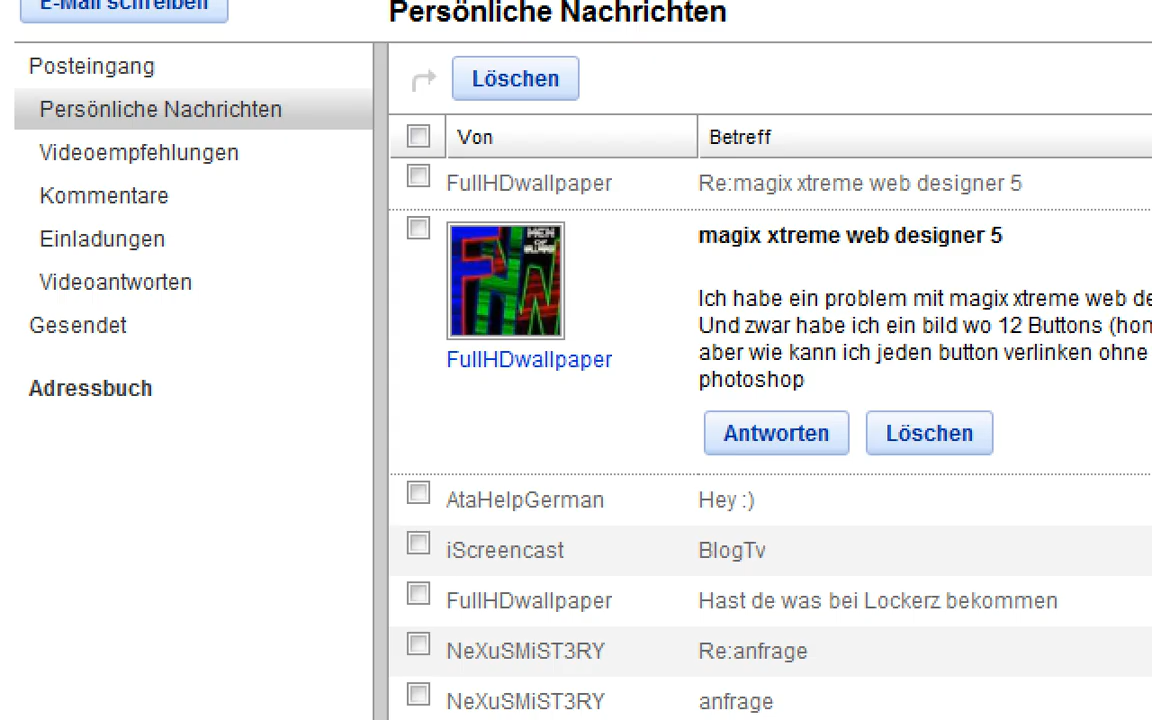 E-Mail schreiben
Persönliche Nachrichten
Posteingang
Persönliche Nachrichten
Videoempfehlungen
Kommentare
Einladungen
Videoantworten
Gesendet
Adressbuch
Löschen
Von Betreff
FullHDwallpaper Re:magix xtreme web designer 5
MEN
OF
magix xtreme web designer 5
Ich habe ein problem mit magix xtreme web de
Und zwar habe ich ein bild wo 12 Buttons (hom
aber wie kann ich jeden button verlinken ohne
photoshop
FullHDwallpaper
Antworten Löschen
AtaHelpGerman Hey :)
iScreencast BlogTv
FullHDwallpaper Hast de was bei Lockerz bekommen
NeXuSMiST3RY Re:anfrage
NeXuSMiST3RY anfrage